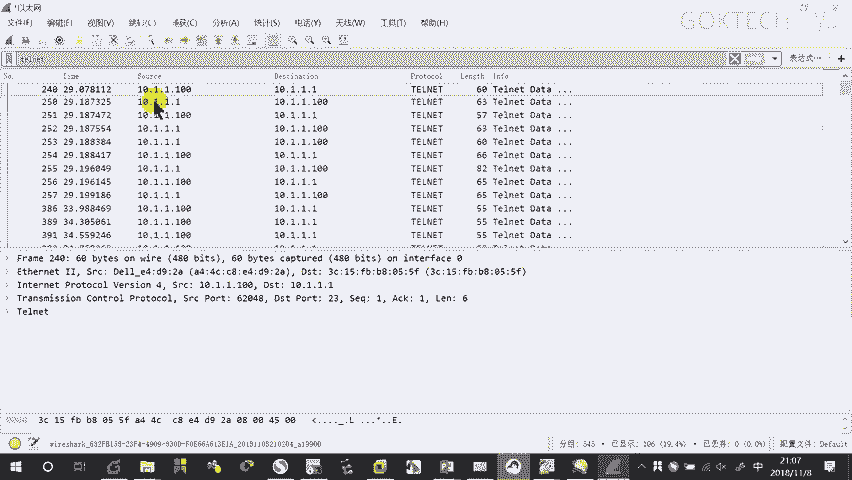 *以太网
文件(F) 编辑(E) 视图(V) 跳转(G) 捕获(C) 分析(A) 统计(S) 电话(Y) 无线(W) 工具(T) 帮助(H)
GOKTECH
telnet 表达式… +
No. Time Source Destination Protocol Length Info
240 29.078112 10.1.1.100 10.1.1.1 TELNET 60 Telnet Data ...
250 29.187325 10.1.1.1 10.1.1.100 TELNET 63 Telnet Data ...
251 29.187472 10.1.1.100 10.1.1.1 TELNET 57 Telnet Data ...
252 29.187554 10.1.1.1 10.1.1.100 TELNET 63 Telnet Data ...
253 29.188384 10.1.1.1 10.1.1.100 TELNET 60 Telnet Data ...
254 29.188417 10.1.1.100 10.1.1.1 TELNET 66 Telnet Data ...
255 29.196049 10.1.1.1 10.1.1.100 TELNET 82 Telnet Data ...
256 29.196145 10.1.1.100 10.1.1.1 TELNET 65 Telnet Data ...
257 29.199186 10.1.1.1 10.1.1.100 TELNET 65 Telnet Data ...
386 33.988469 10.1.1.100 10.1.1.1 TELNET 55 Telnet Data ...
389 34.305061 10.1.1.100 10.1.1.1 TELNET 55 Telnet Data ...
391 34.559246 10.1.1.100 10.1.1.1 TELNET 55 Telnet Data ...
Frame 240: 60 bytes on wire (480 bits), 60 bytes captured (480 bits) on interface 0
Ethernet II, Src: Dell_e4:d9:2a (a4:4c:c8:e4:d9:2a), Dst: 3c:15:fb:b8:05:5f (3c:15:fb:b8:05:5f)
Internet Protocol Version 4, Src: 10.1.1.100, Dst: 10.1.1.1
Transmission Control Protocol, Src Port: 62048, Dst Port: 23, Seq: 1, Ack: 1, Len: 6
Telnet
3c 15 fb b8 05 5f a4 4c c8 e4 d9 2a 08 00 45 00 <...._.L ...*..E.
分组: 545 · 已显示: 106 (19.4%) · 已丢弃: 0 (0.0%) 配置文件: Default
中
21:07
2018/11/8